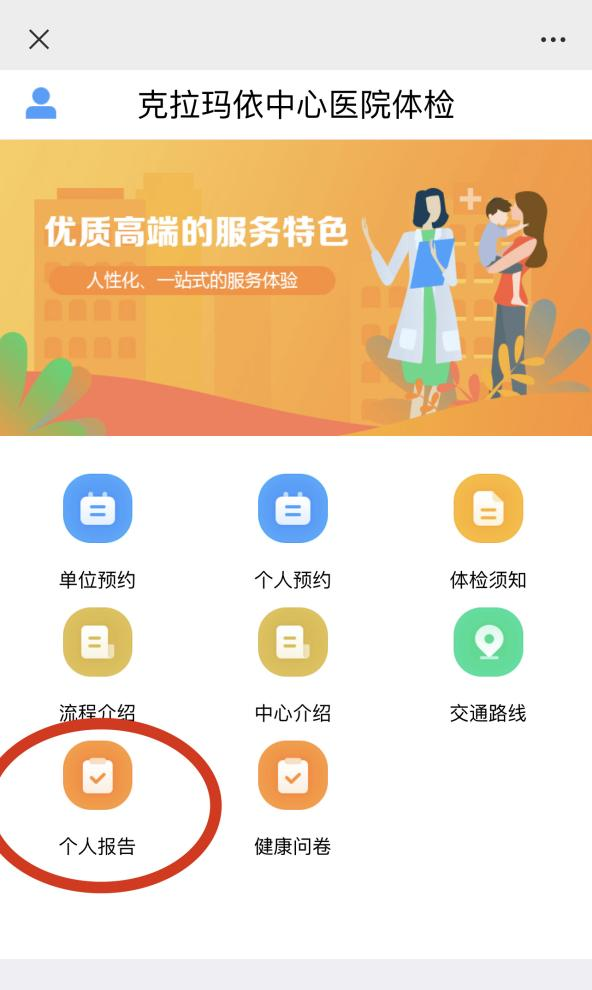 克拉玛依中心医院体检
优质高端的服务特色
人性化、一站式的服务体验
单位预约
个人预约
体检须知
流程介绍
中心介绍
交通路线
个人报告
健康问卷